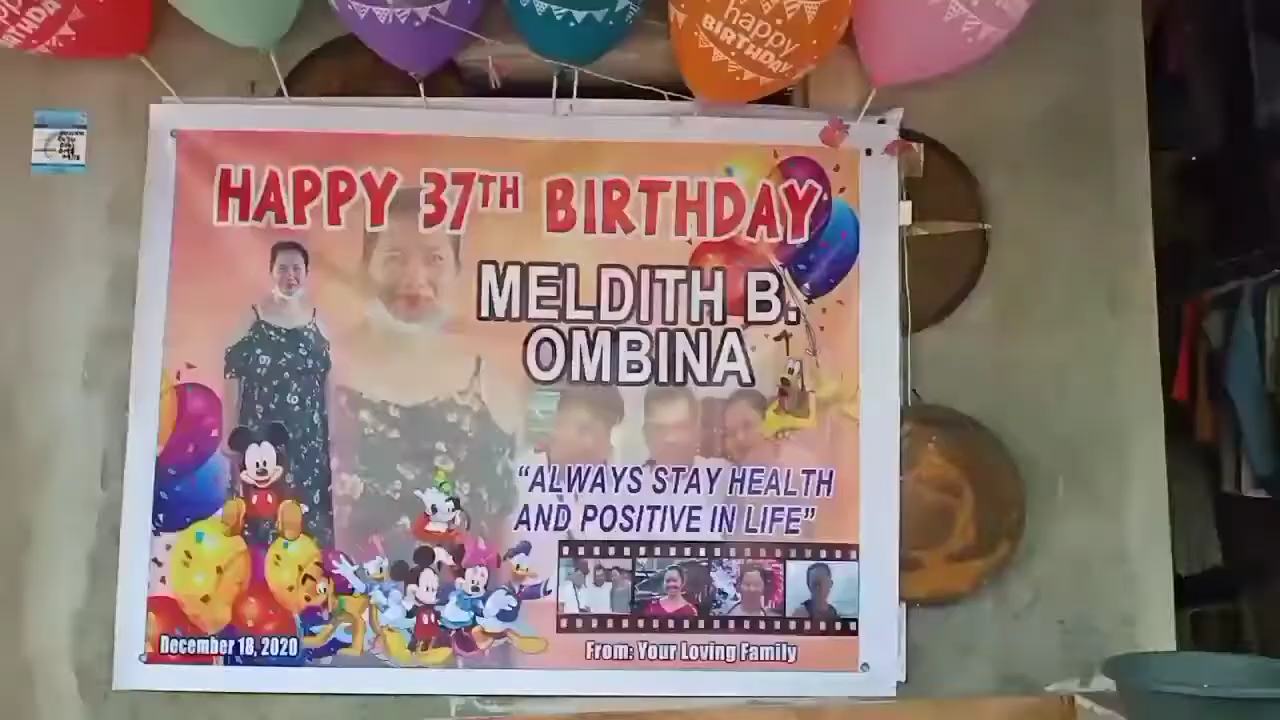 BIRTHDAY
happy
BIRTHDAY
HAPPY 37TH BIRTHDAY
MELDITH B.
OMBINA
"ALWAYS STAY HEALTH
AND POSITIVE IN LIFE"
December 18, 2020
From: Your Loving Family